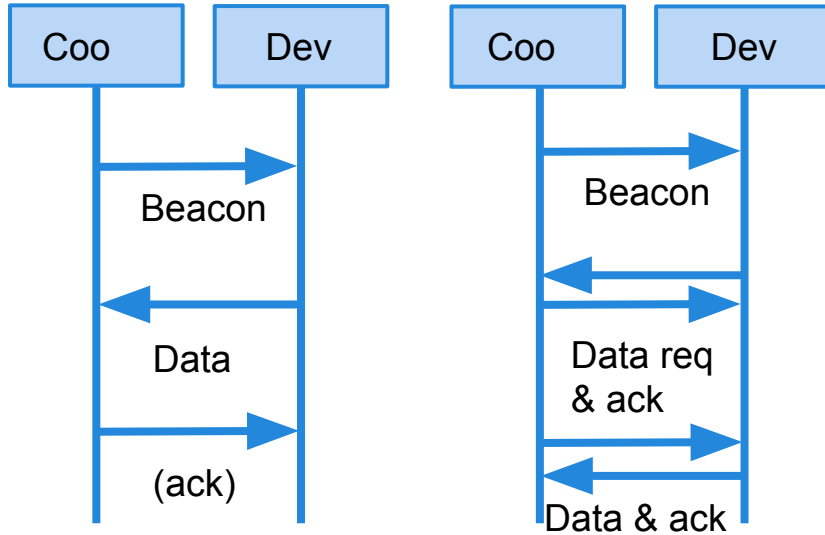 Coo
Dev
Beacon
Data
(ack)
Coo
Dev
Beacon
Data req
& ack
Data & ack